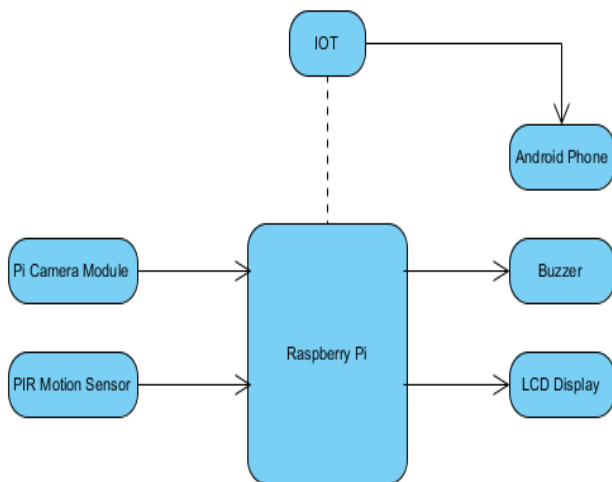 IOT
Android Phone
Pi Camera Module
Buzzer
Raspberry Pi
PIR Motion Sensor
LCD Display